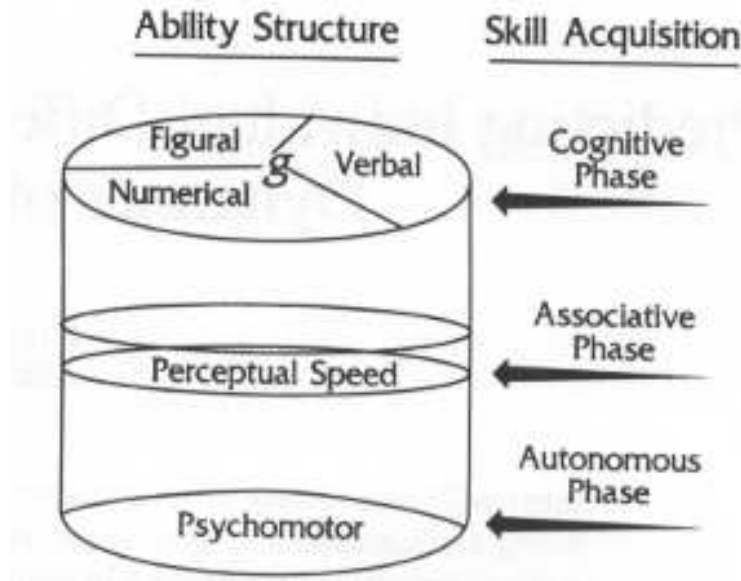 Ability Structure
Skill Acquisition
Figural
g
Verbal
Numerical
Cognitive
Phase
Associative
Phase
Perceptual Speed
Autonomous
Phase
Psychomotor